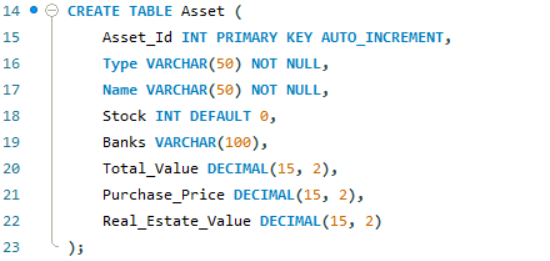 14 CREATE TABLE Asset (
15 Asset_Id INT PRIMARY KEY AUTO_INCREMENT,
16 Type VARCHAR(50) NOT NULL,
17 Name VARCHAR(50) NOT NULL,
18 Stock INT DEFAULT 0,
19 Banks VARCHAR(100),
20 Total_Value DECIMAL(15, 2),
21 Purchase_Price DECIMAL(15, 2),
22 Real_Estate_Value DECIMAL(15, 2)
23 );